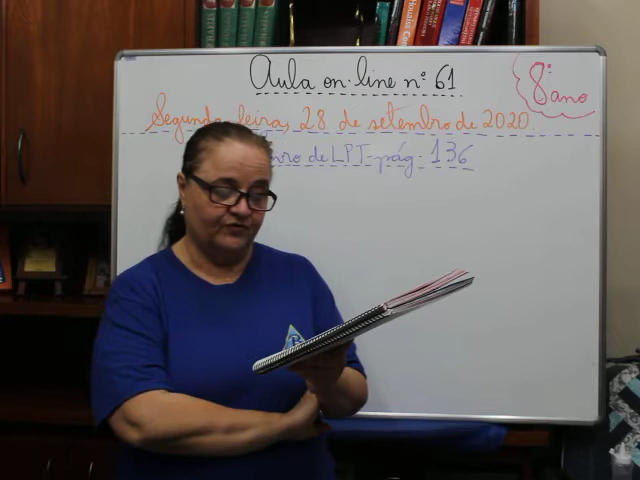 Aula on-line nº 61
8º ano
Segunda-feira, 28 de setembro de 2020.
de LPT - pág. 136